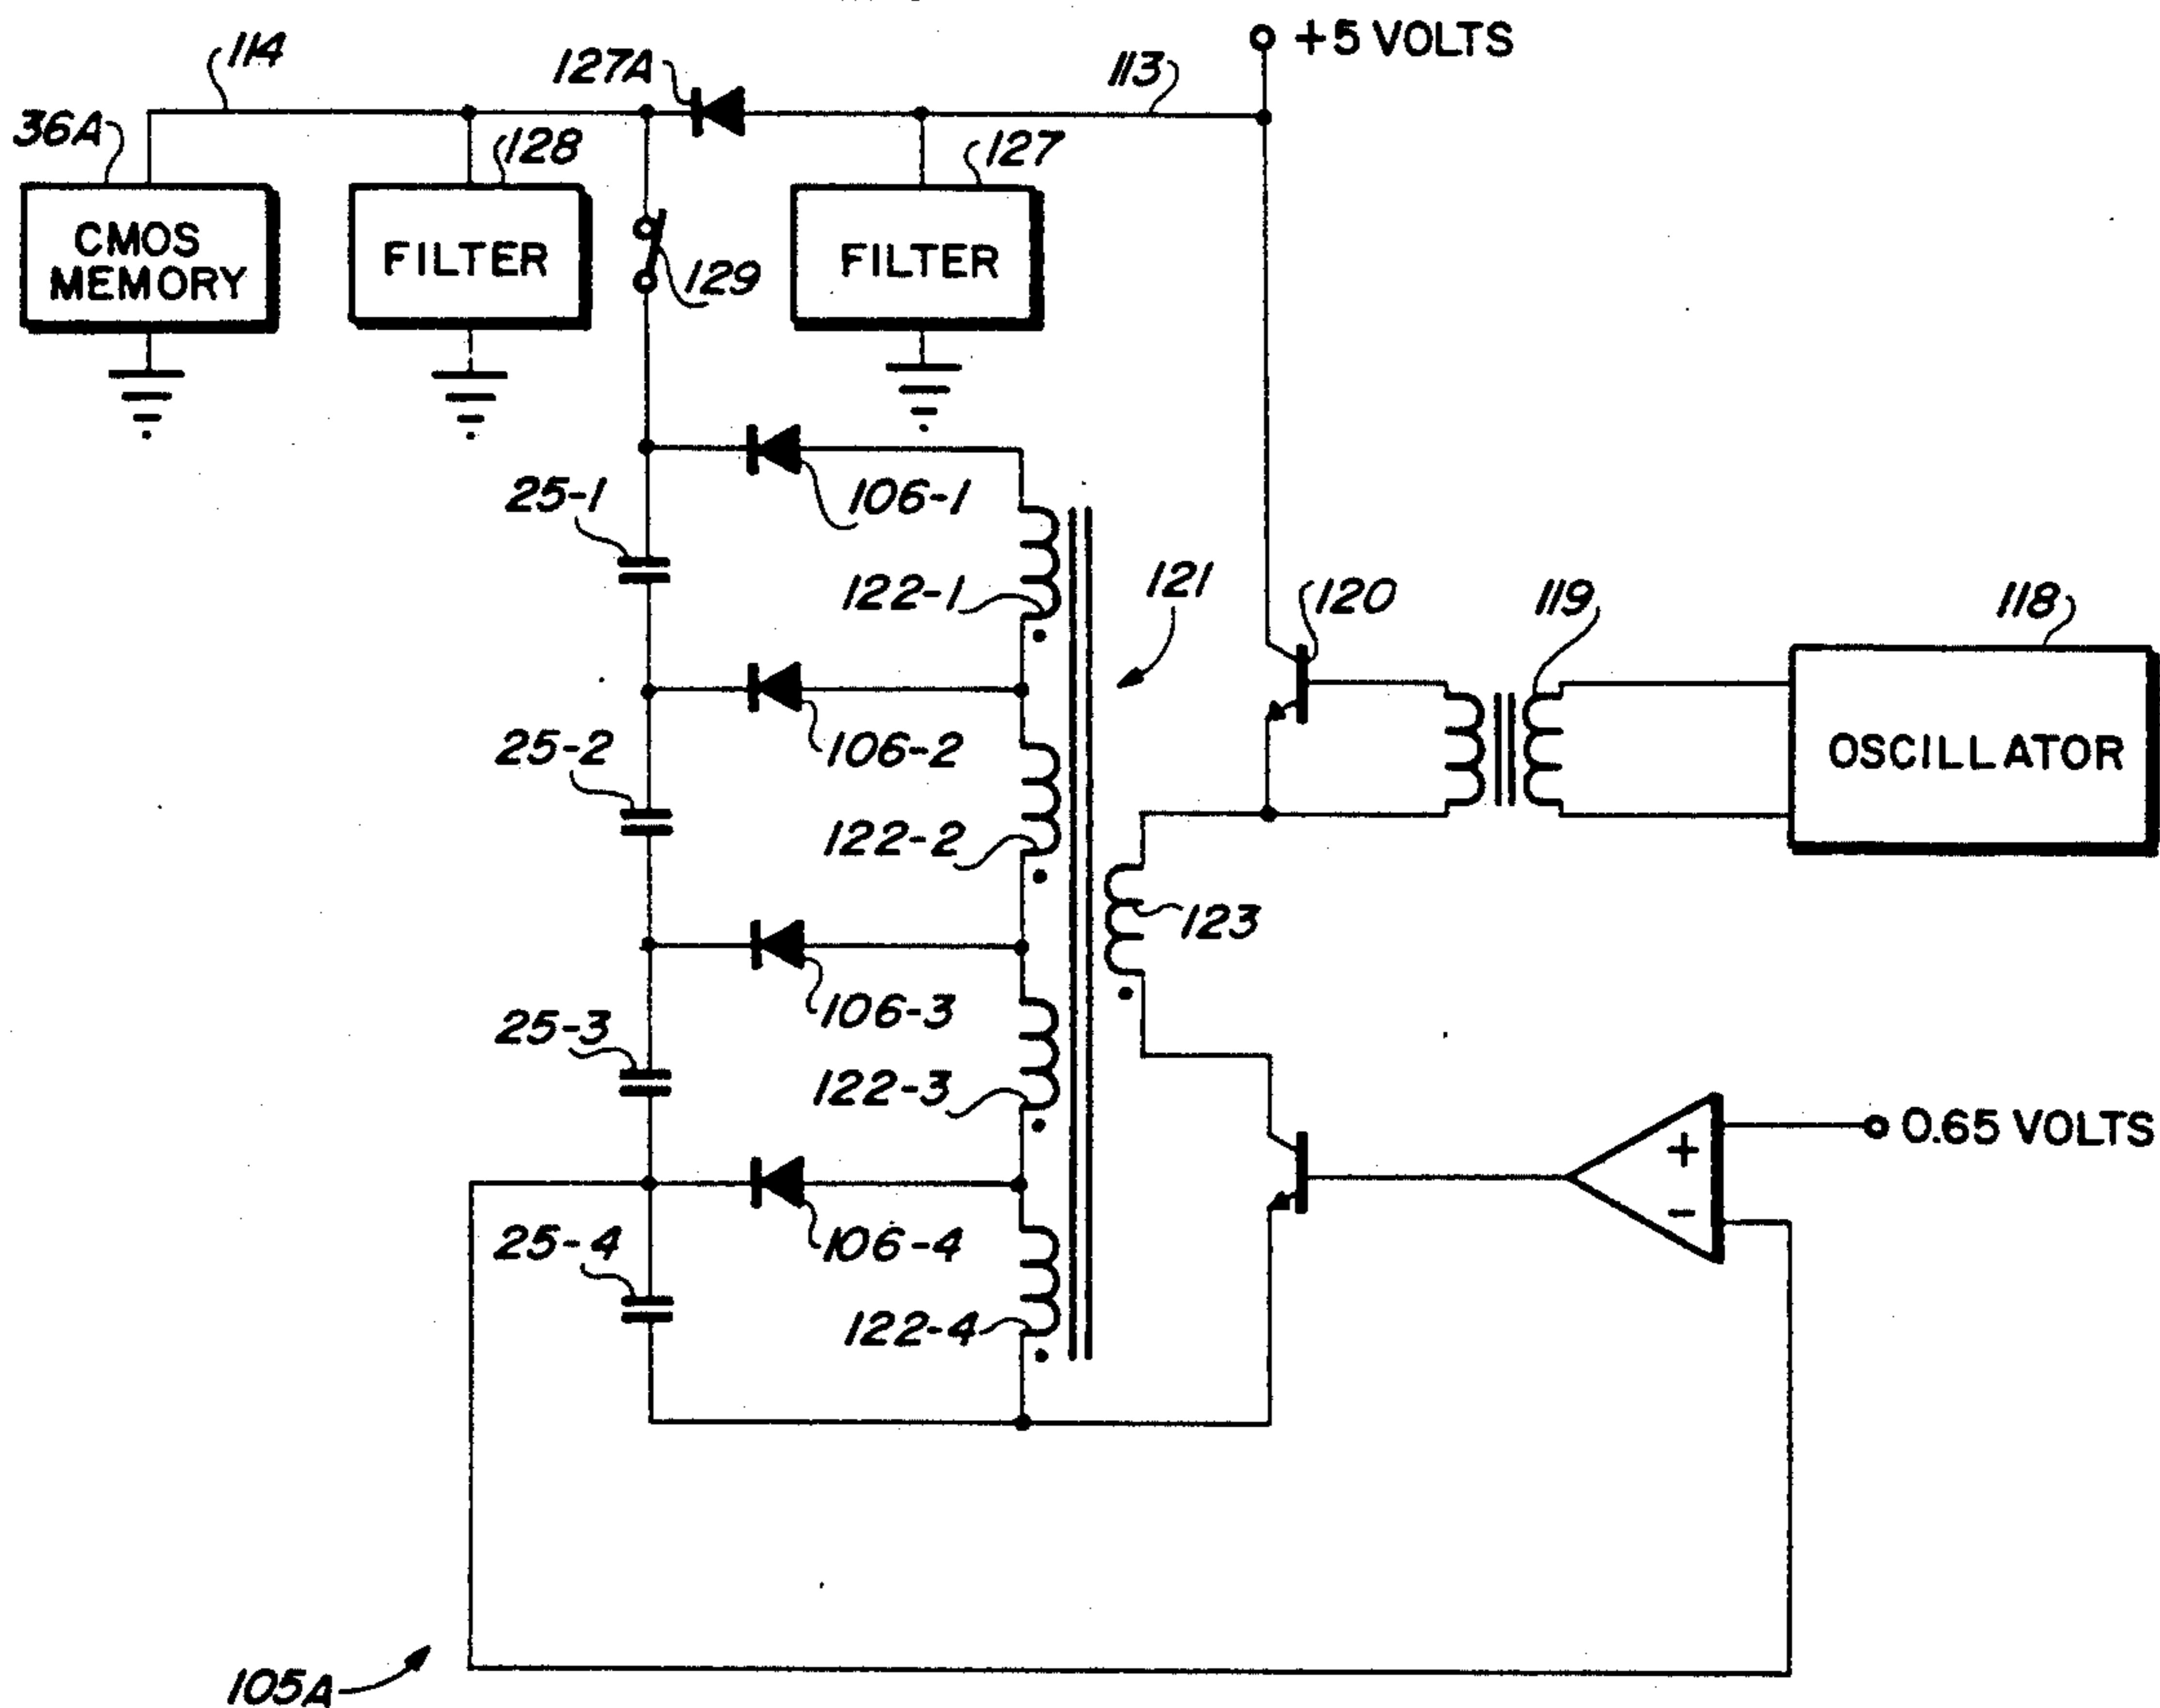 +5 VOLTS
114
127A
113
36A
128
127
CMOS
MEMORY
FILTER
129
FILTER
25-1
106-1
122-1
121
120
119
118
25-2
106-2
OSCILLATOR
122-2
123
25-3
106-3
122-3
+
0.65 VOLTS
-
25-4
106-4
122-4
105A